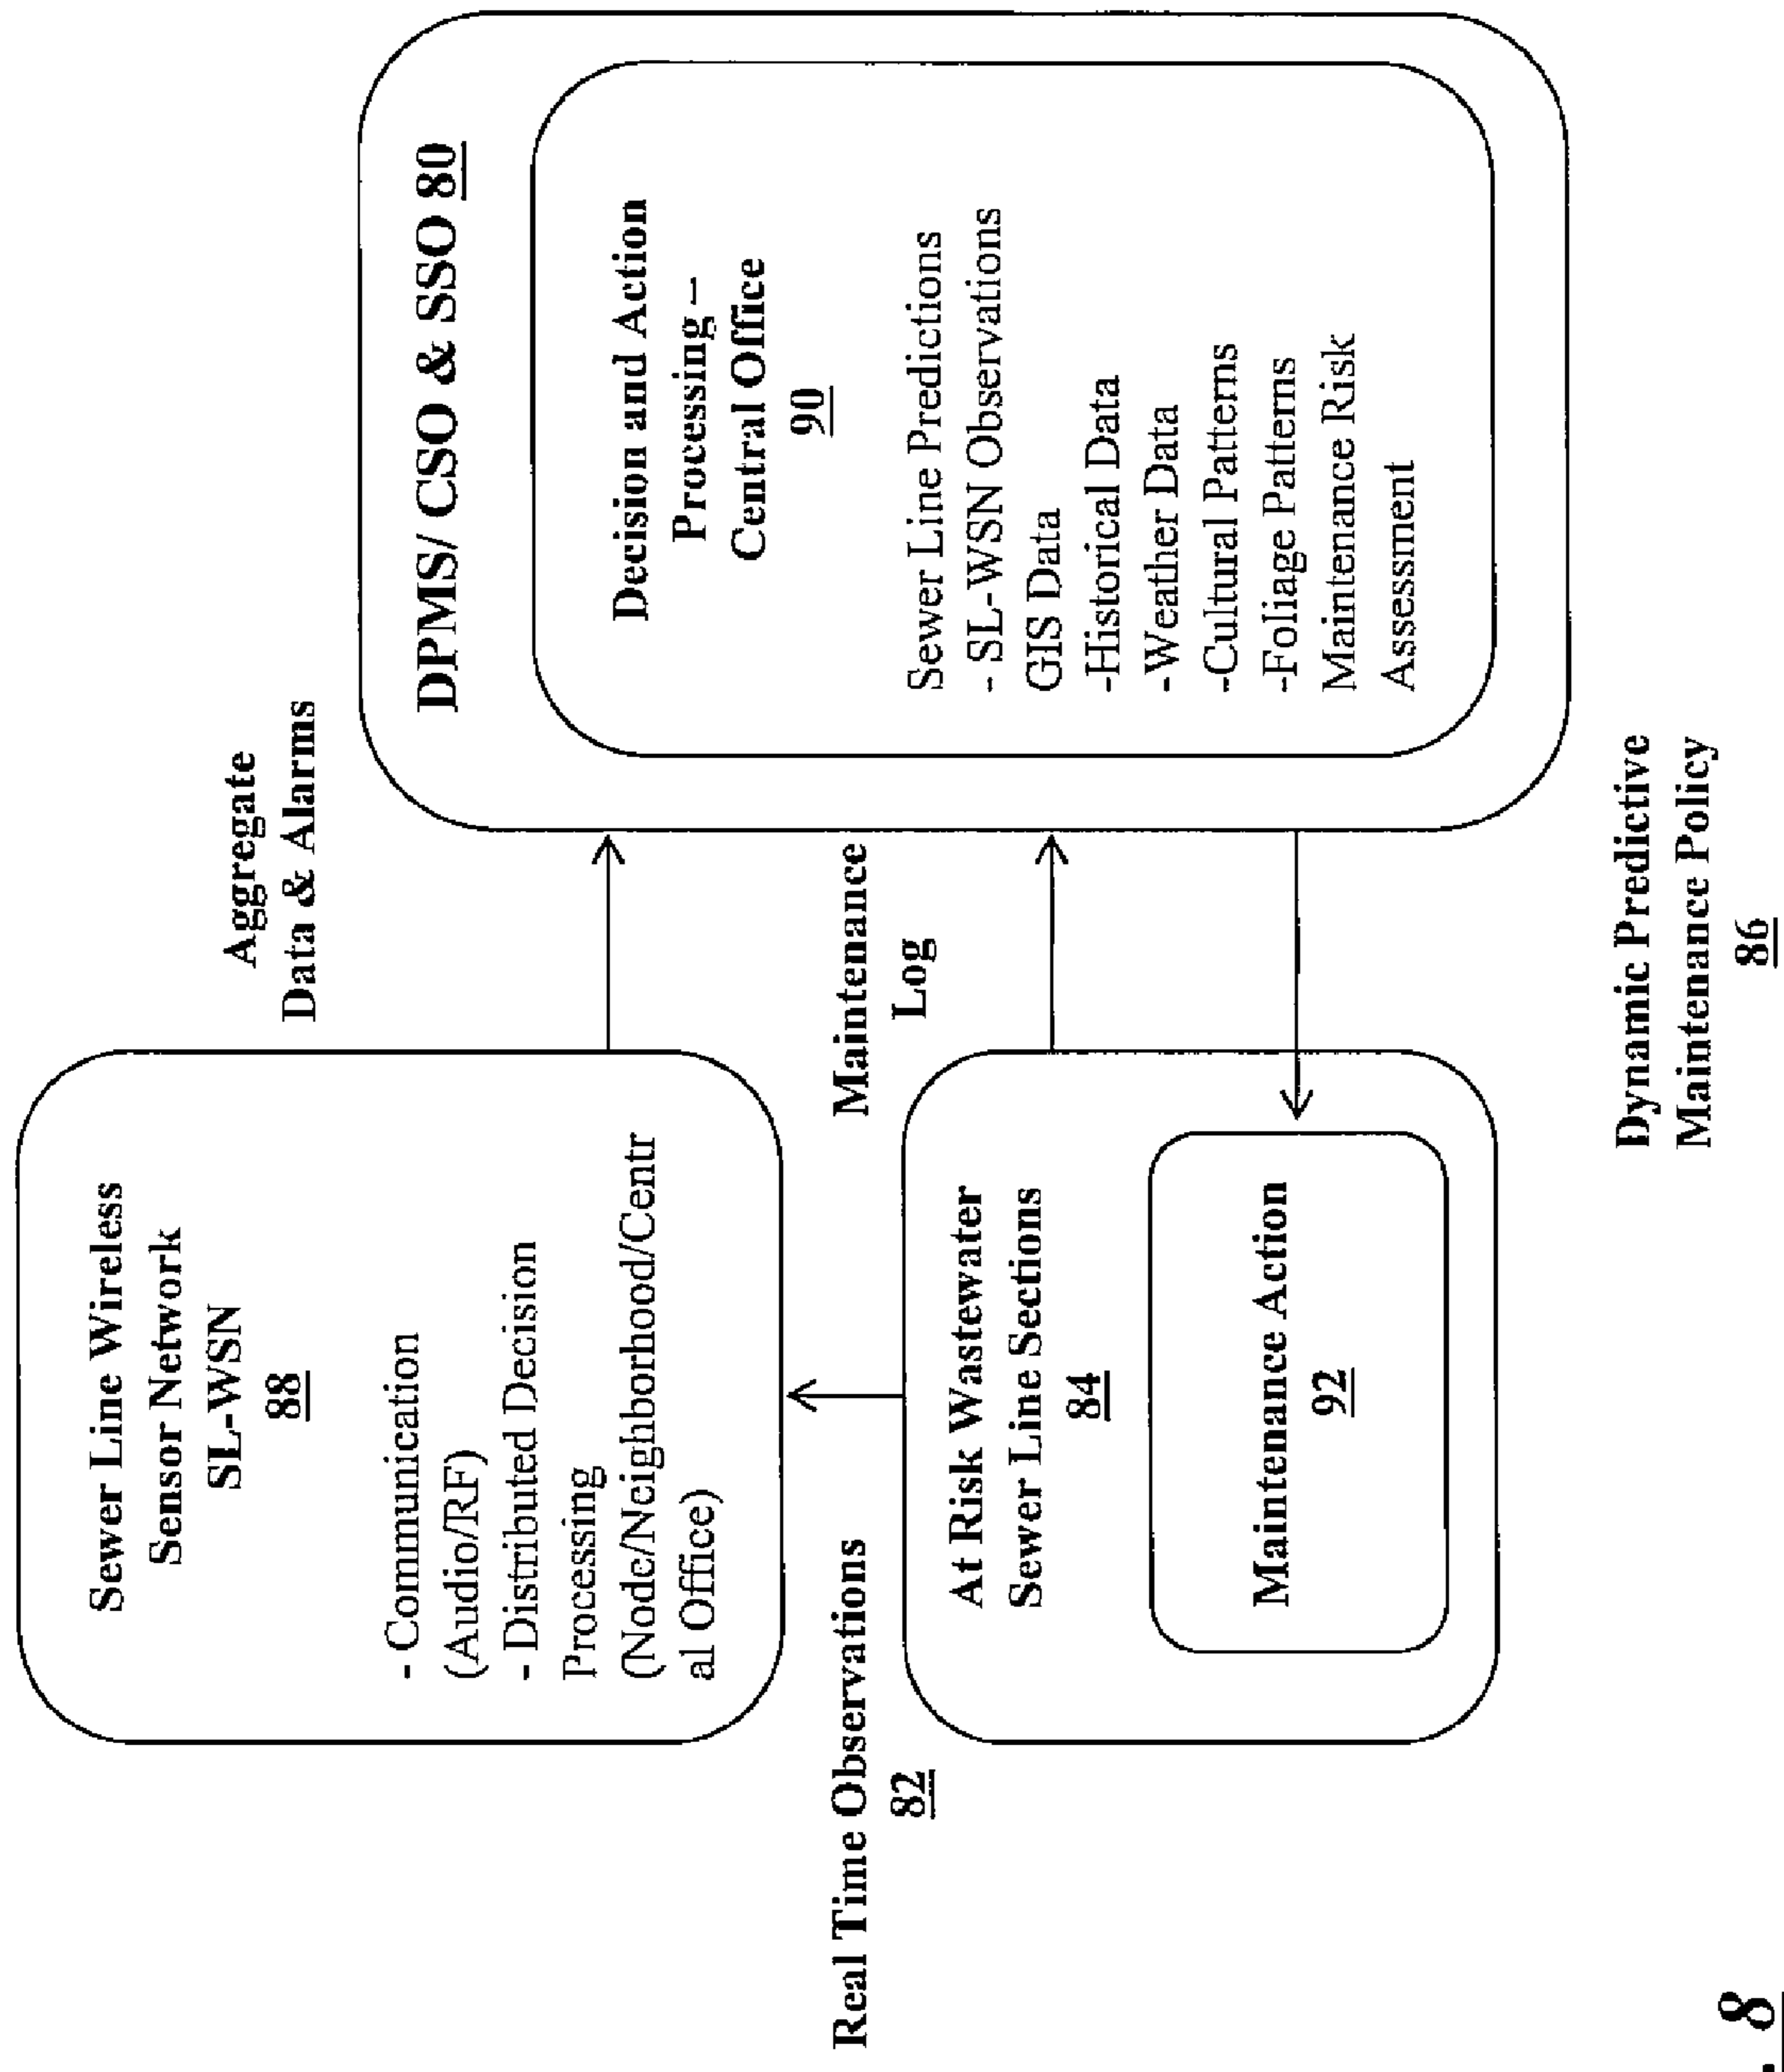 Sewer Line Wireless
Sensor Network
SL-WSN
88
- Communication
(Audio/RF)
- Distributed Decision
Processing
(Node/Neighborhood/Centr
al Office)
Aggregate
Data & Alarms
DPMS/ CSO & SSO 80
Decision and Action
Processing –
Central Office
90
Sewer Line Predictions
- SL-WSN Observations
GIS Data
-Historical Data
-Weather Data
-Cultural Patterns
-Foliage Patterns
Maintenance Risk
Assessment
Real Time Observations
82
Maintenance
Log
At Risk Wastewater
Sewer Line Sections
84
Maintenance Action
92
Dynamic Predictive
Maintenance Policy
86
. 8